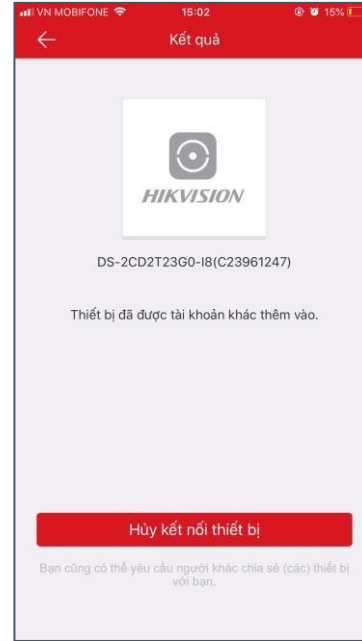 VN MOBIFONE 15:02 15%
Kết quả
HIKVISION
DS-2CD2T23G0-I8(C23961247)
Thiết bị đã được tài khoản khác thêm vào.
Hủy kết nối thiết bị
Bạn cũng có thể yêu cầu người khác chia sẻ (các) thiết bị
với bạn.